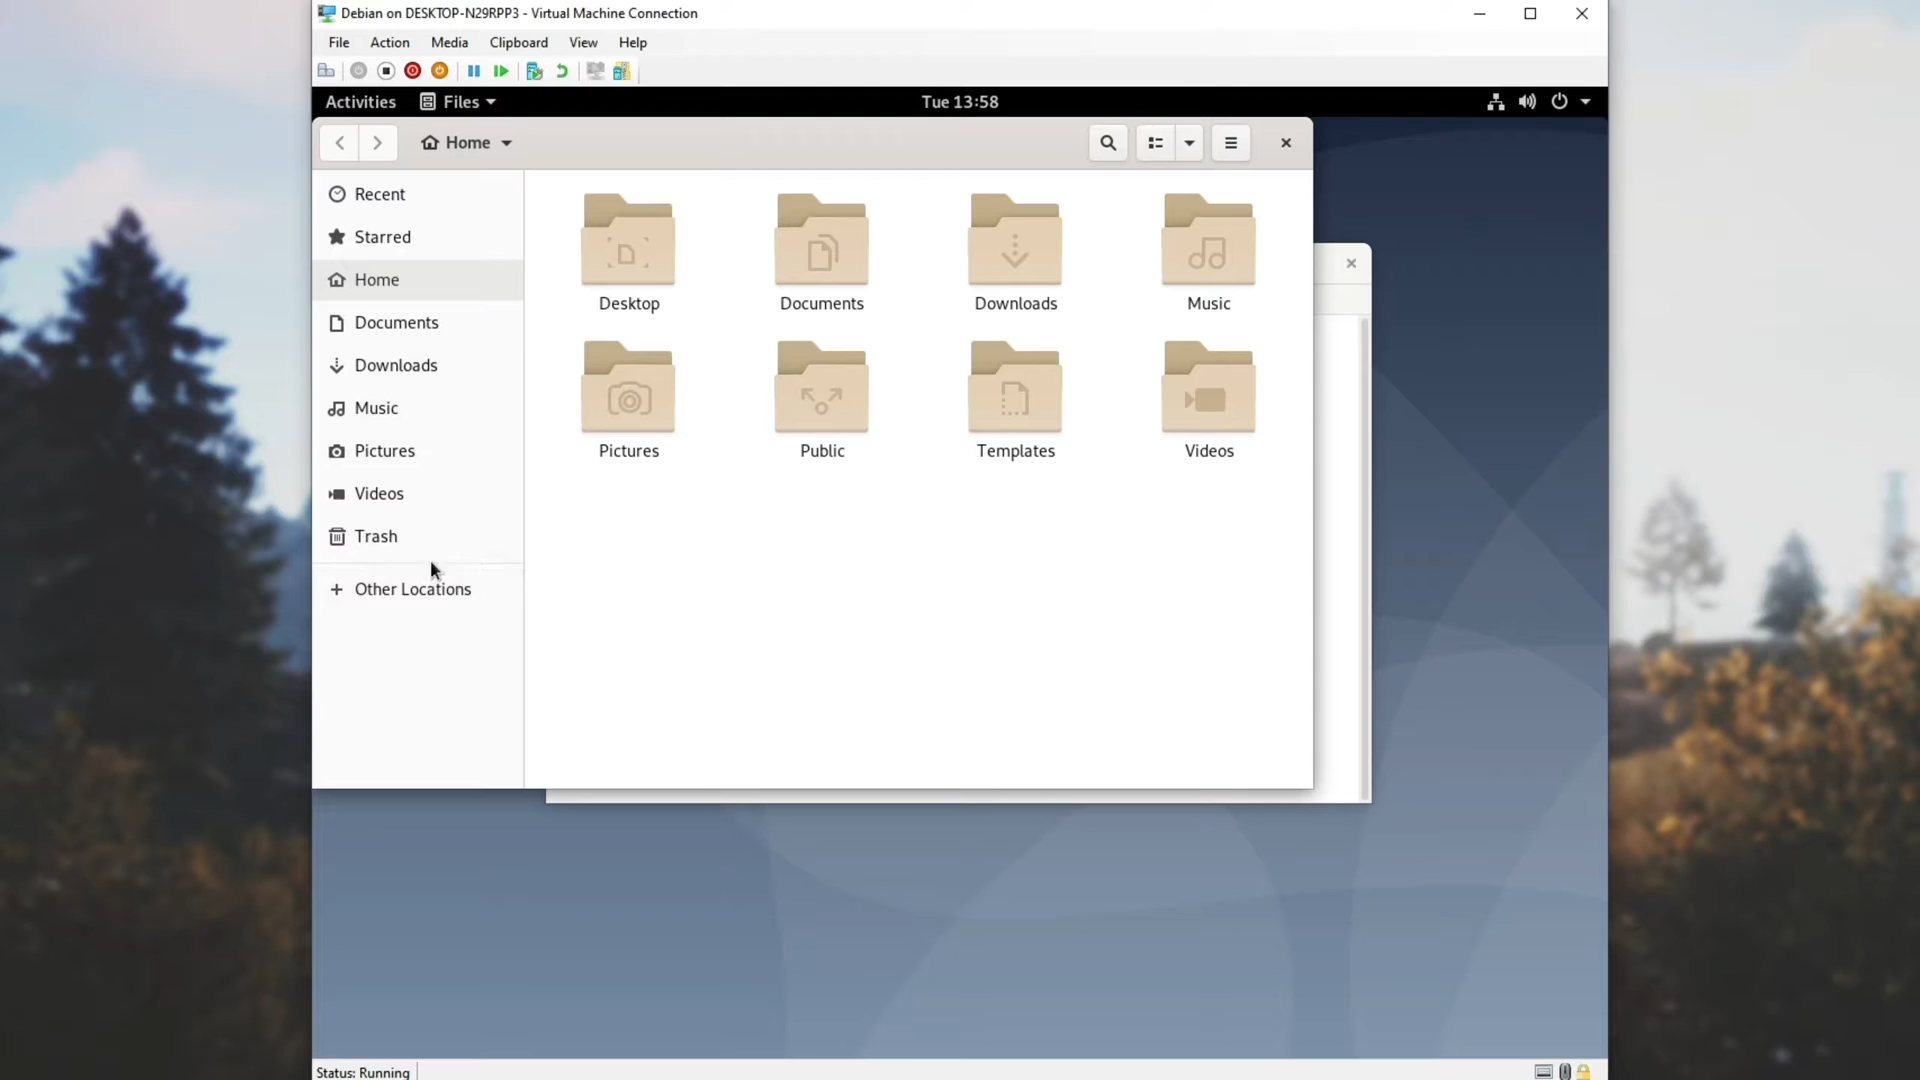 Debian on DESKTOP-N29RPP3 - Virtual Machine Connection
File Action Media Clipboard View Help
Activities Files Tue 13:58
Home
Recent
Starred
Home
Documents
Downloads
Music
Pictures
Videos
Trash
Other Locations
Desktop Documents Downloads Music
Pictures Public Templates Videos
Status: Running